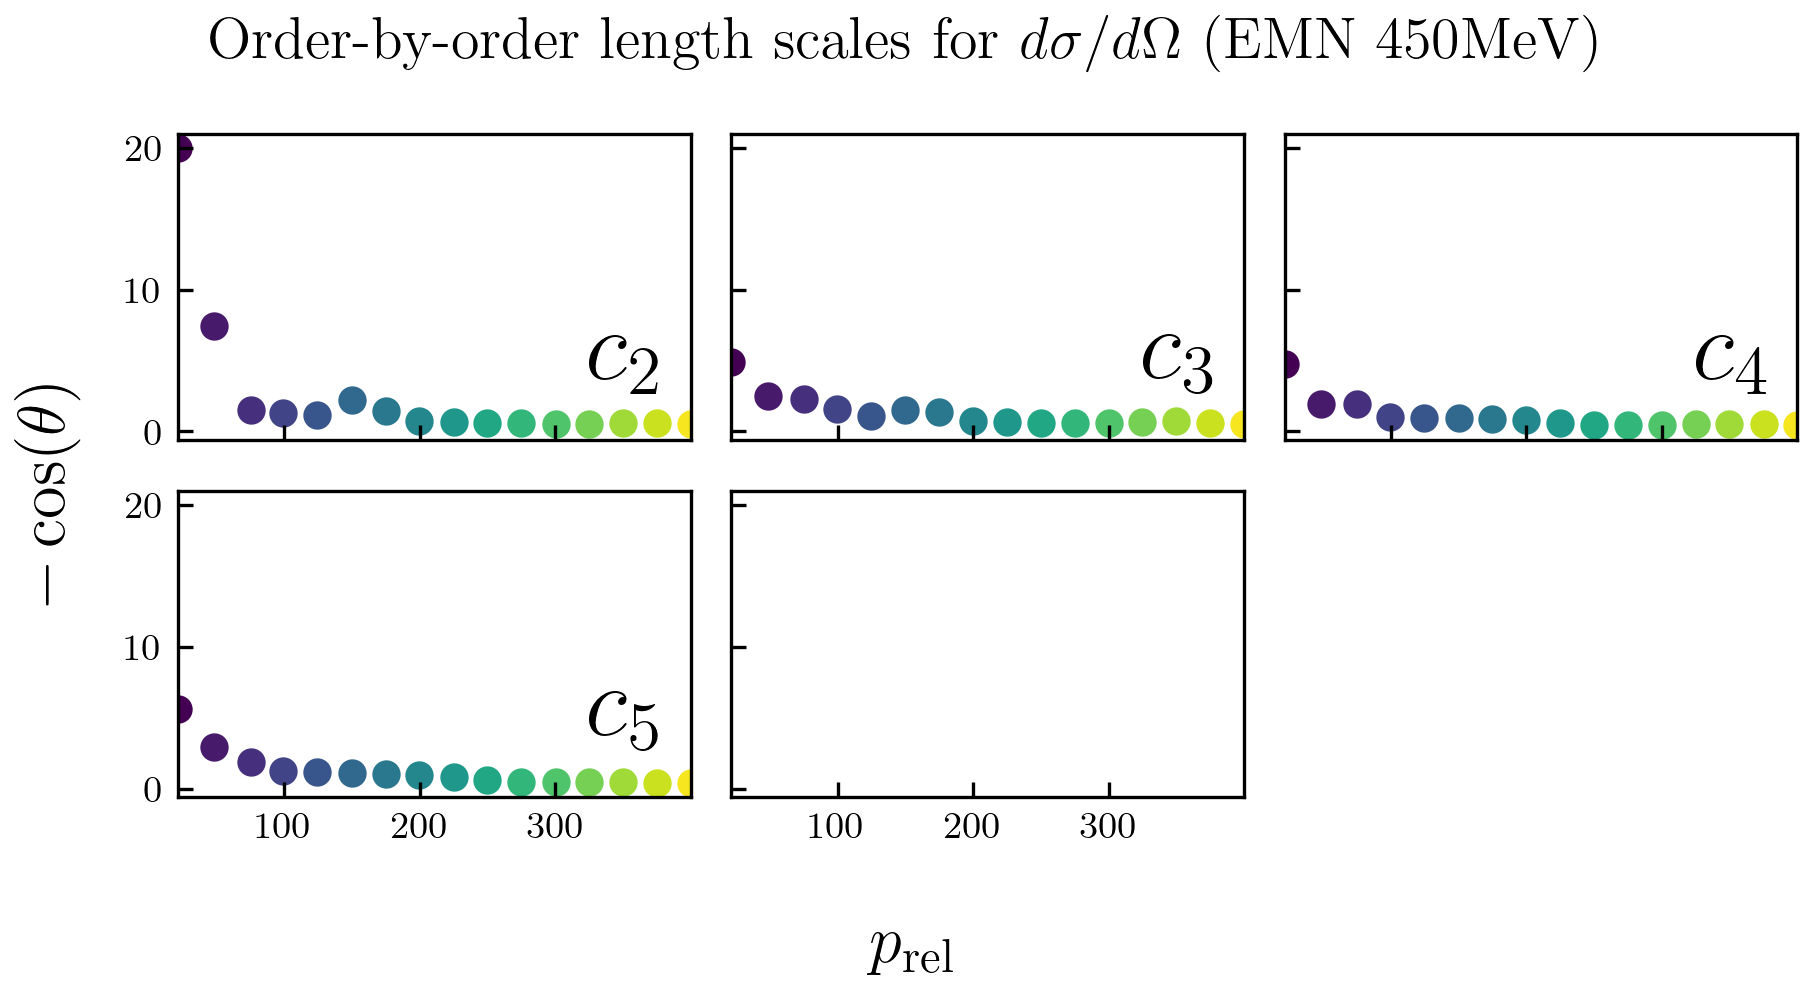 Order-by-order length scales for dσ/dΩ (EMN 450MeV)
− cos(θ)
20
10
0
c₂
c₃
c₄
20
10
0
c₅
100 200 300
100 200 300
p_rel